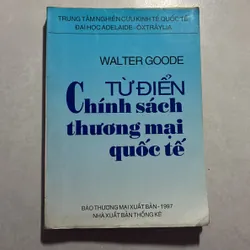 TRUNG TÂM NGHIÊN CỨU KINH TẾ QUỐC TẾ
ĐẠI HỌC ADELAIDE - ÔXTRÂYLIA
WALTER GOODE
TỪ ĐIỂN
Chính sách
thương mại
quốc tế
BÁO THƯƠNG MẠI XUẤT BẢN - 1997
NHÀ XUẤT BẢN THỐNG KÊ